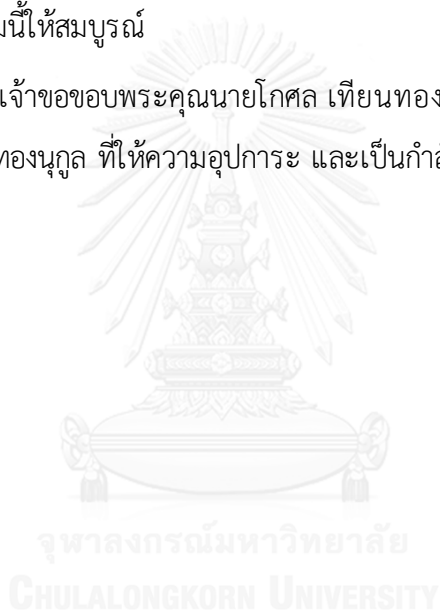 มนี้ให้สมบูรณ์
เจ้าขอขอบพระคุณนายโกศล เทียนทอง
ทองนุกูล ที่ให้ความอุปการะ และเป็นกำ
จุฬาลงกรณ์มหาวิทยาลัย
CHULALONGKORN UNIVERSITY